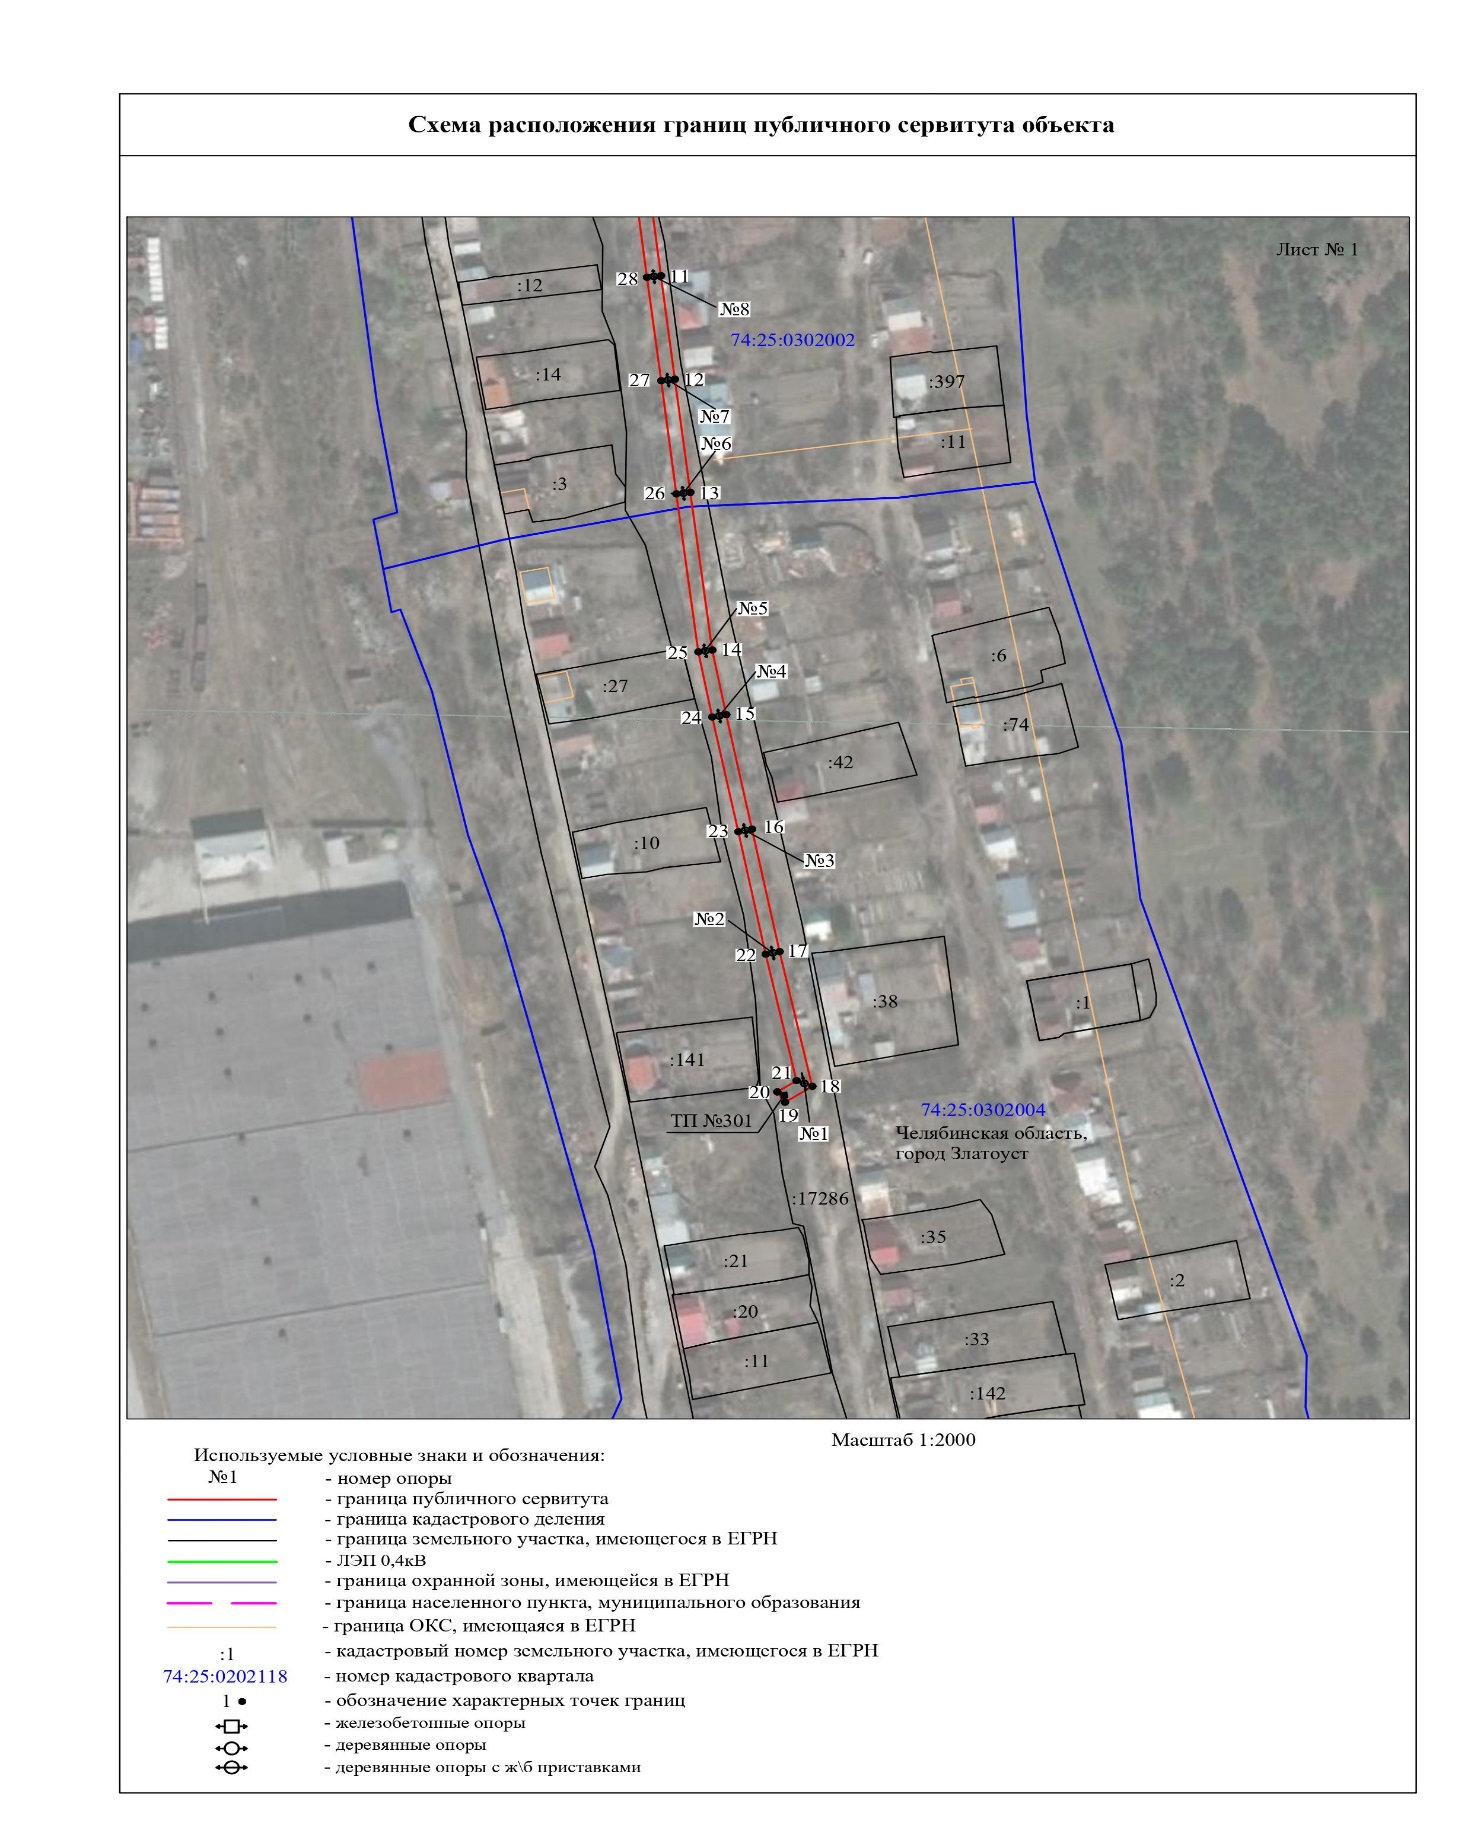 Схема расположения границ публичного сервитута объекта
Лист № 1
:12
28
11
№8
74:25:0302002
:14
27
12
:397
№7
№6
:11
:3
26
13
№5
25
14
:6
№4
:27
24
15
:74
:42
23
16
:10
№3
№2
22
17
:38
:1
:141
21
18
20
19
ТП №301
№1
74:25:0302004
Челябинская область,
город Златоуст
:17286
:35
:21
:2
:20
:33
:11
:142
Масштаб 1:2000
Используемые условные знаки и обозначения:
№1 - номер опоры
- граница публичного сервитута
- граница кадастрового деления
- граница земельного участка, имеющегося в ЕГРН
- ЛЭП 0,4кВ
- граница охранной зоны, имеющейся в ЕГРН
- граница населенного пункта, муниципального образования
- граница ОКС, имеющаяся в ЕГРН
:1 - кадастровый номер земельного участка, имеющегося в ЕГРН
74:25:0202118 - номер кадастрового квартала
1 - обозначение характерных точек границ
- железобетонные опоры
- деревянные опоры
- деревянные опоры с ж\б приставками